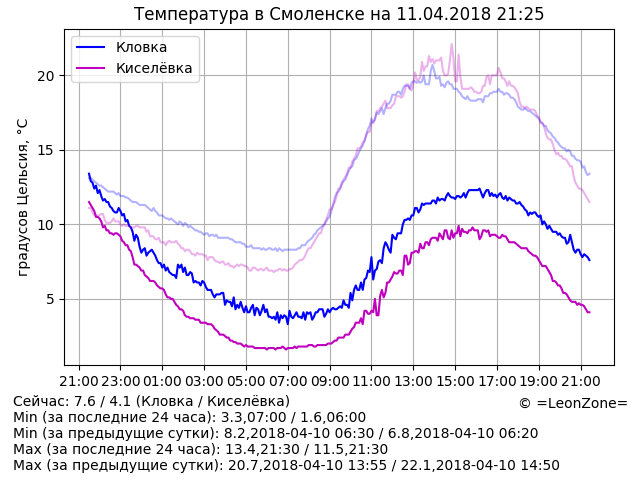 Температура в Смоленске на 11.04.2018 21:25
Кловка
Киселёвка
градусов Цельсия, °C
20
15
10
5
21:00 23:00 01:00 03:00 05:00 07:00 09:00 11:00 13:00 15:00 17:00 19:00 21:00
Сейчас: 7.6 / 4.1 (Кловка / Киселёвка)
© =LeonZone=
Min (за последние 24 часа): 3.3,07:00 / 1.6,06:00
Min (за предыдущие сутки): 8.2,2018-04-10 06:30 / 6.8,2018-04-10 06:20
Max (за последние 24 часа): 13.4,21:30 / 11.5,21:30
Max (за предыдущие сутки): 20.7,2018-04-10 13:55 / 22.1,2018-04-10 14:50